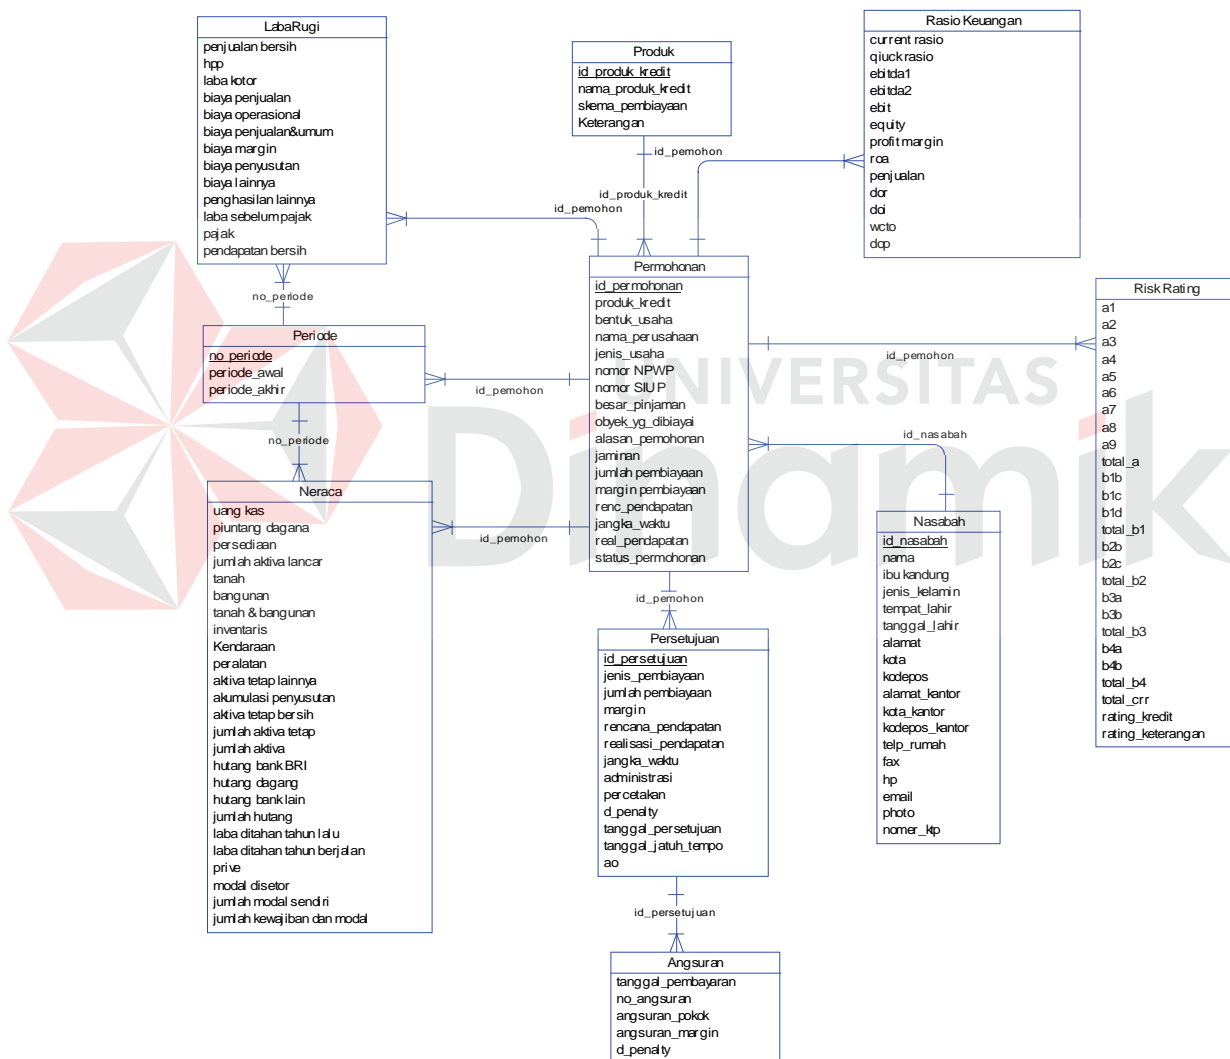 LabaRugi
penjualan bersih
hpp
laba kotor
biaya penjualan
biaya operasional
biaya penjualan&umum
biaya margin
biaya penyusutan
biaya lainnya
penghasilan lainnya
laba sebelum pajak
pajak
pendapatan bersih
Produk
id_produk_kredit
nama_produk_kredit
skema_pembiayaan
Keterangan
Rasio Keuangan
current rasio
qiuck rasio
ebitda1
ebitda2
ebit
equity
profit margin
roa
penjualan
dor
doi
wcto
dop
id_pemohon
id_produk_kredit
id_pemohon
no_periode
Periode
no_periode
periode_awal
periode_akhir
id_pemohon
no_periode
Permohonan
id_permohonan
produk_kredit
bentuk_usaha
nama_perusahaan
jenis_usaha
nomor NPWP
nomor SIUP
besar_pinjaman
obyek_yg_dibiayai
alasan_pemohonan
jaminan
jumlah pembiayaan
margin pembiayaan
renc_pendapatan
jangka_waktu
real_pendapatan
status_permohonan
id_pemohon
Risk Rating
a1
a2
a3
a4
a5
a6
a7
a8
a9
total_a
b1b
b1c
b1d
total_b1
b2b
b2c
total_b2
b3a
b3b
total_b3
b4a
b4b
total_b4
total_crr
rating_kredit
rating_keterangan
UNIVERSITAS
Dinamika
id_nasabah
Neraca
uang kas
piuntang dagana
persediaan
jumlah aktiva lancar
tanah
bangunan
tanah & bangunan
inventaris
Kendaraan
peralatan
aktiva tetap lainnya
akumulasi penyusutan
aktiva tetap bersih
jumlah aktiva tetap
jumlah aktiva
hutang bank BRI
hutang dagang
hutang bank lain
jumlah hutang
laba ditahan tahun lalu
laba ditahan tahun berjalan
prive
modal disetor
jumlah modal sendiri
jumlah kewajiban dan modal
id_pemohon
Nasabah
id_nasabah
nama
ibu kandung
jenis_kelamin
tempat_lahir
tanggal_lahir
alamat
kota
kodepos
alamat_kantor
kota_kantor
kodepos_kantor
telp_rumah
fax
hp
email
photo
nomer_ktp
id_pemohon
Persetujuan
id_persetujuan
jenis_pembiayaan
jumlah pembiayaan
margin
rencana_pendapatan
realisasi_pendapatan
jangka_waktu
administrasi
percetakan
d_penalty
tanggal_persetujuan
tanggal_jatuh_tempo
ao
id_persetujuan
Angsuran
tanggal_pembayaran
no_angsuran
angsuran_pokok
angsuran_margin
d_penalty